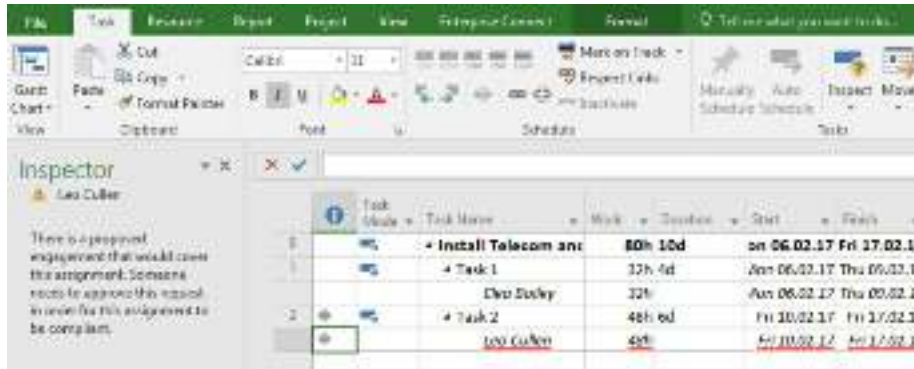 File Task Resource Report Project View Enterprise Connect Format Tell me what you want to do...
Cut
Copy
Format Painter
Gantt Chart
Paste
Calibri 11
B I U
Mark on Track
Respect Links
Inactivate
Manually Schedule
Auto Schedule
Inspect
Move
View Clipboard Font Schedule Tasks
Inspector
Leo Cullen
There is a proposed
engagement that would cover
this assignment. Someone
needs to approve this request
in order for this assignment to
be compliant.
Task Mode Task Name Work Duration Start Finish
0 Install Telecom and 80h 10d on 06.02.17 Fri 17.02.1
1 Task 1 32h 4d Mon 06.02.17 Thu 09.02.1
32h Mon 06.02.17 Thu 09.02.1
2 Task 2 48h 6d Fri 10.02.17 Fri 17.02.1
Leo Cullen 48h Fri 10.02.17 Fri 17.02.1